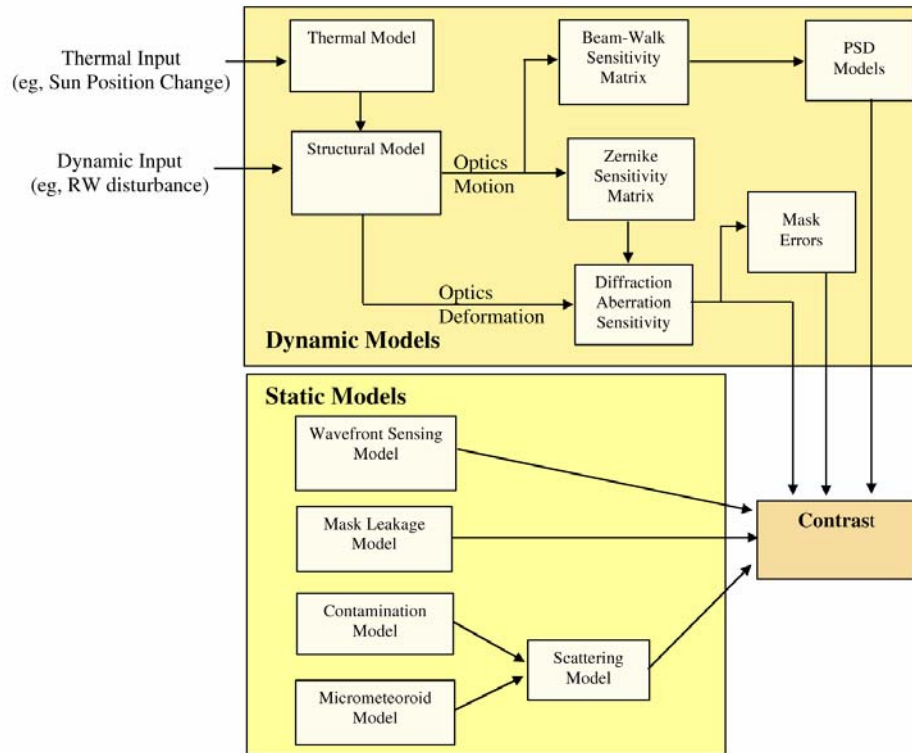 Thermal Input
(eg, Sun Position Change)
Dynamic Input
(eg, RW disturbance)
Thermal Model
Structural Model
Optics
Motion
Optics
Deformation
Beam-Walk
Sensitivity
Matrix
PSD
Models
Zernike
Sensitivity
Matrix
Mask
Errors
Diffraction
Aberration
Sensitivity
Dynamic Models
Static Models
Wavefront Sensing
Model
Mask Leakage
Model
Contamination
Model
Micrometeoroid
Model
Scattering
Model
Contrast